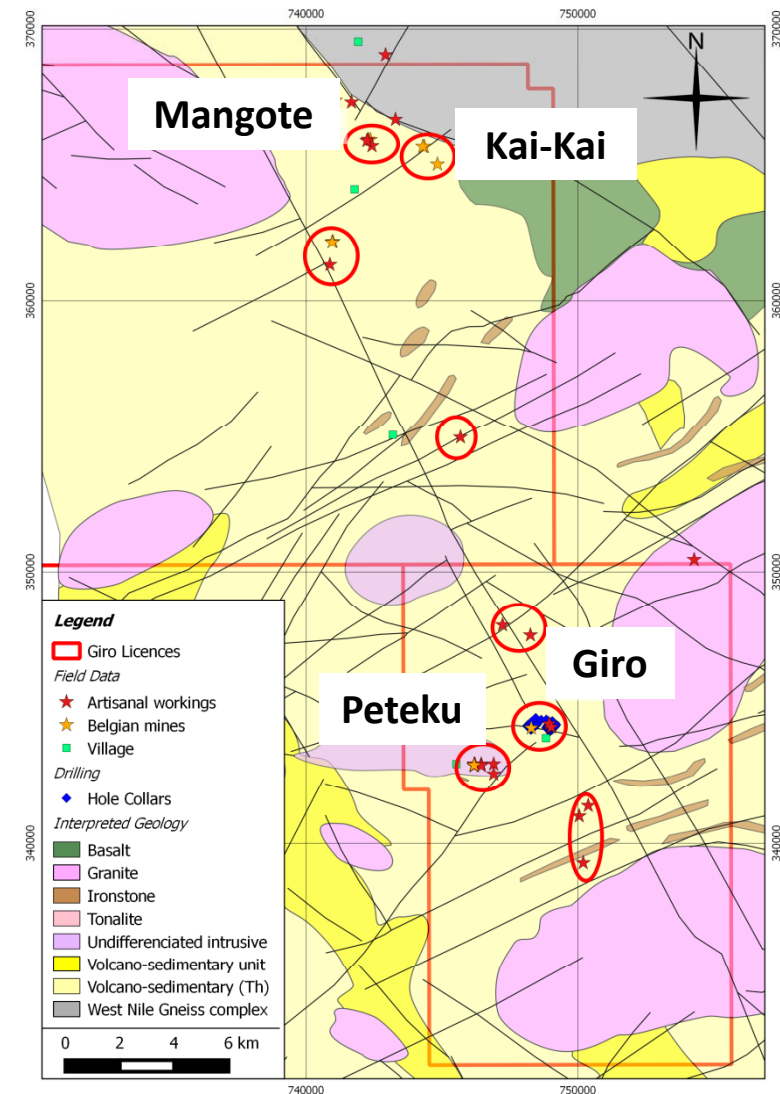 740000 750000
370000 370000
N
Mangote
Kai-Kai
360000 360000
350000 350000
Giro
Peteku
340000 340000
Legend
Giro Licences
Field Data
Artisanal workings
Belgian mines
Village
Drilling
Hole Collars
Interpreted Geology
Basalt
Granite
Ironstone
Tonalite
Undifferenciated intrusive
Volcano-sedimentary unit
Volcano-sedimentary (Th)
West Nile Gneiss complex
0 2 4 6 km
740000 750000